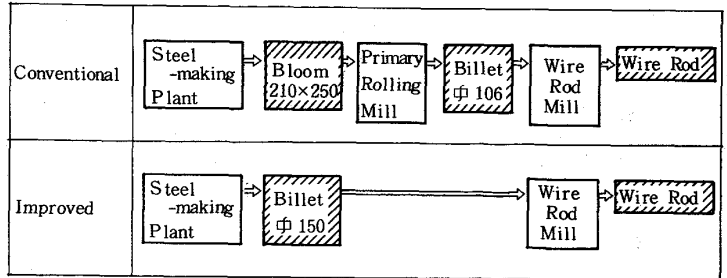 Conventional
Steel
-making
Plant
Bloom
210×250
Primary
Rolling
Mill
Billet
中 106
Wire
Rod
Mill
Wire Rod
Improved
Steel
-making
Plant
Billet
中 150
Wire
Rod
Mill
Wire Rod